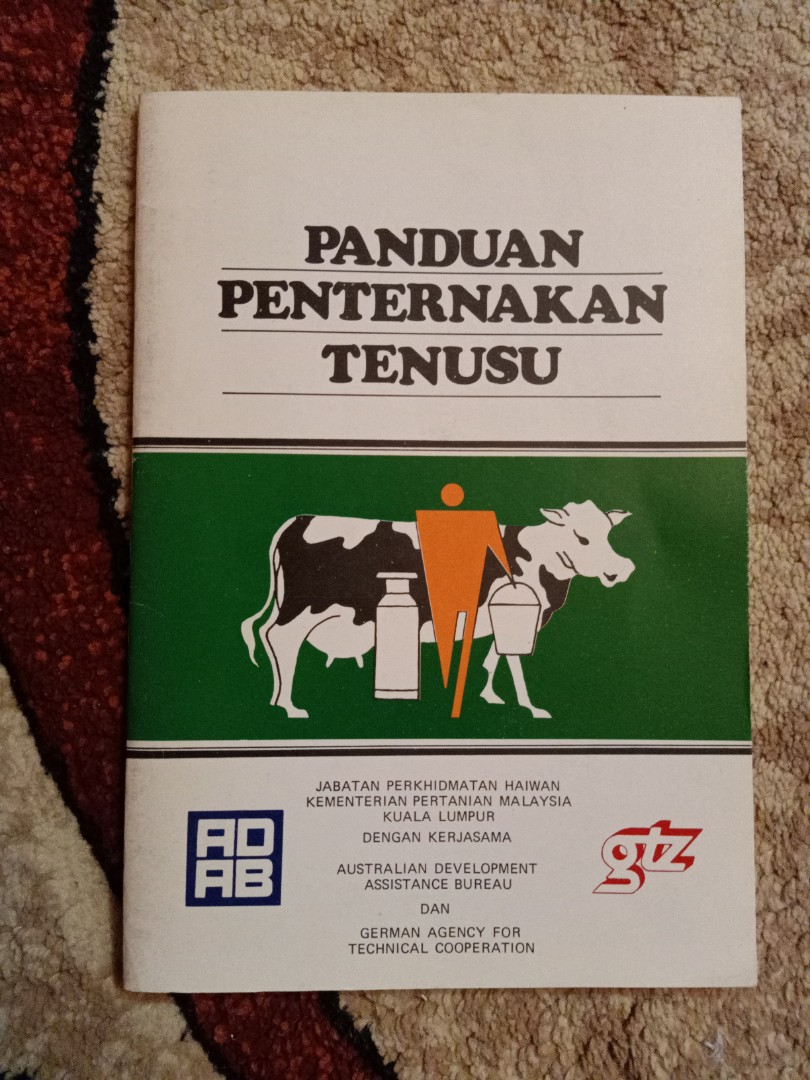 PANDUAN
PENTERNAKAN
TENUSU
JABATAN PERKHIDMATAN HAIWAN
KEMENTERIAN PERTANIAN MALAYSIA
KUALA LUMPUR
DENGAN KERJASAMA
AD
AB
gtz
AUSTRALIAN DEVELOPMENT
ASSISTANCE BUREAU
DAN
GERMAN AGENCY FOR
TECHNICAL COOPERATION